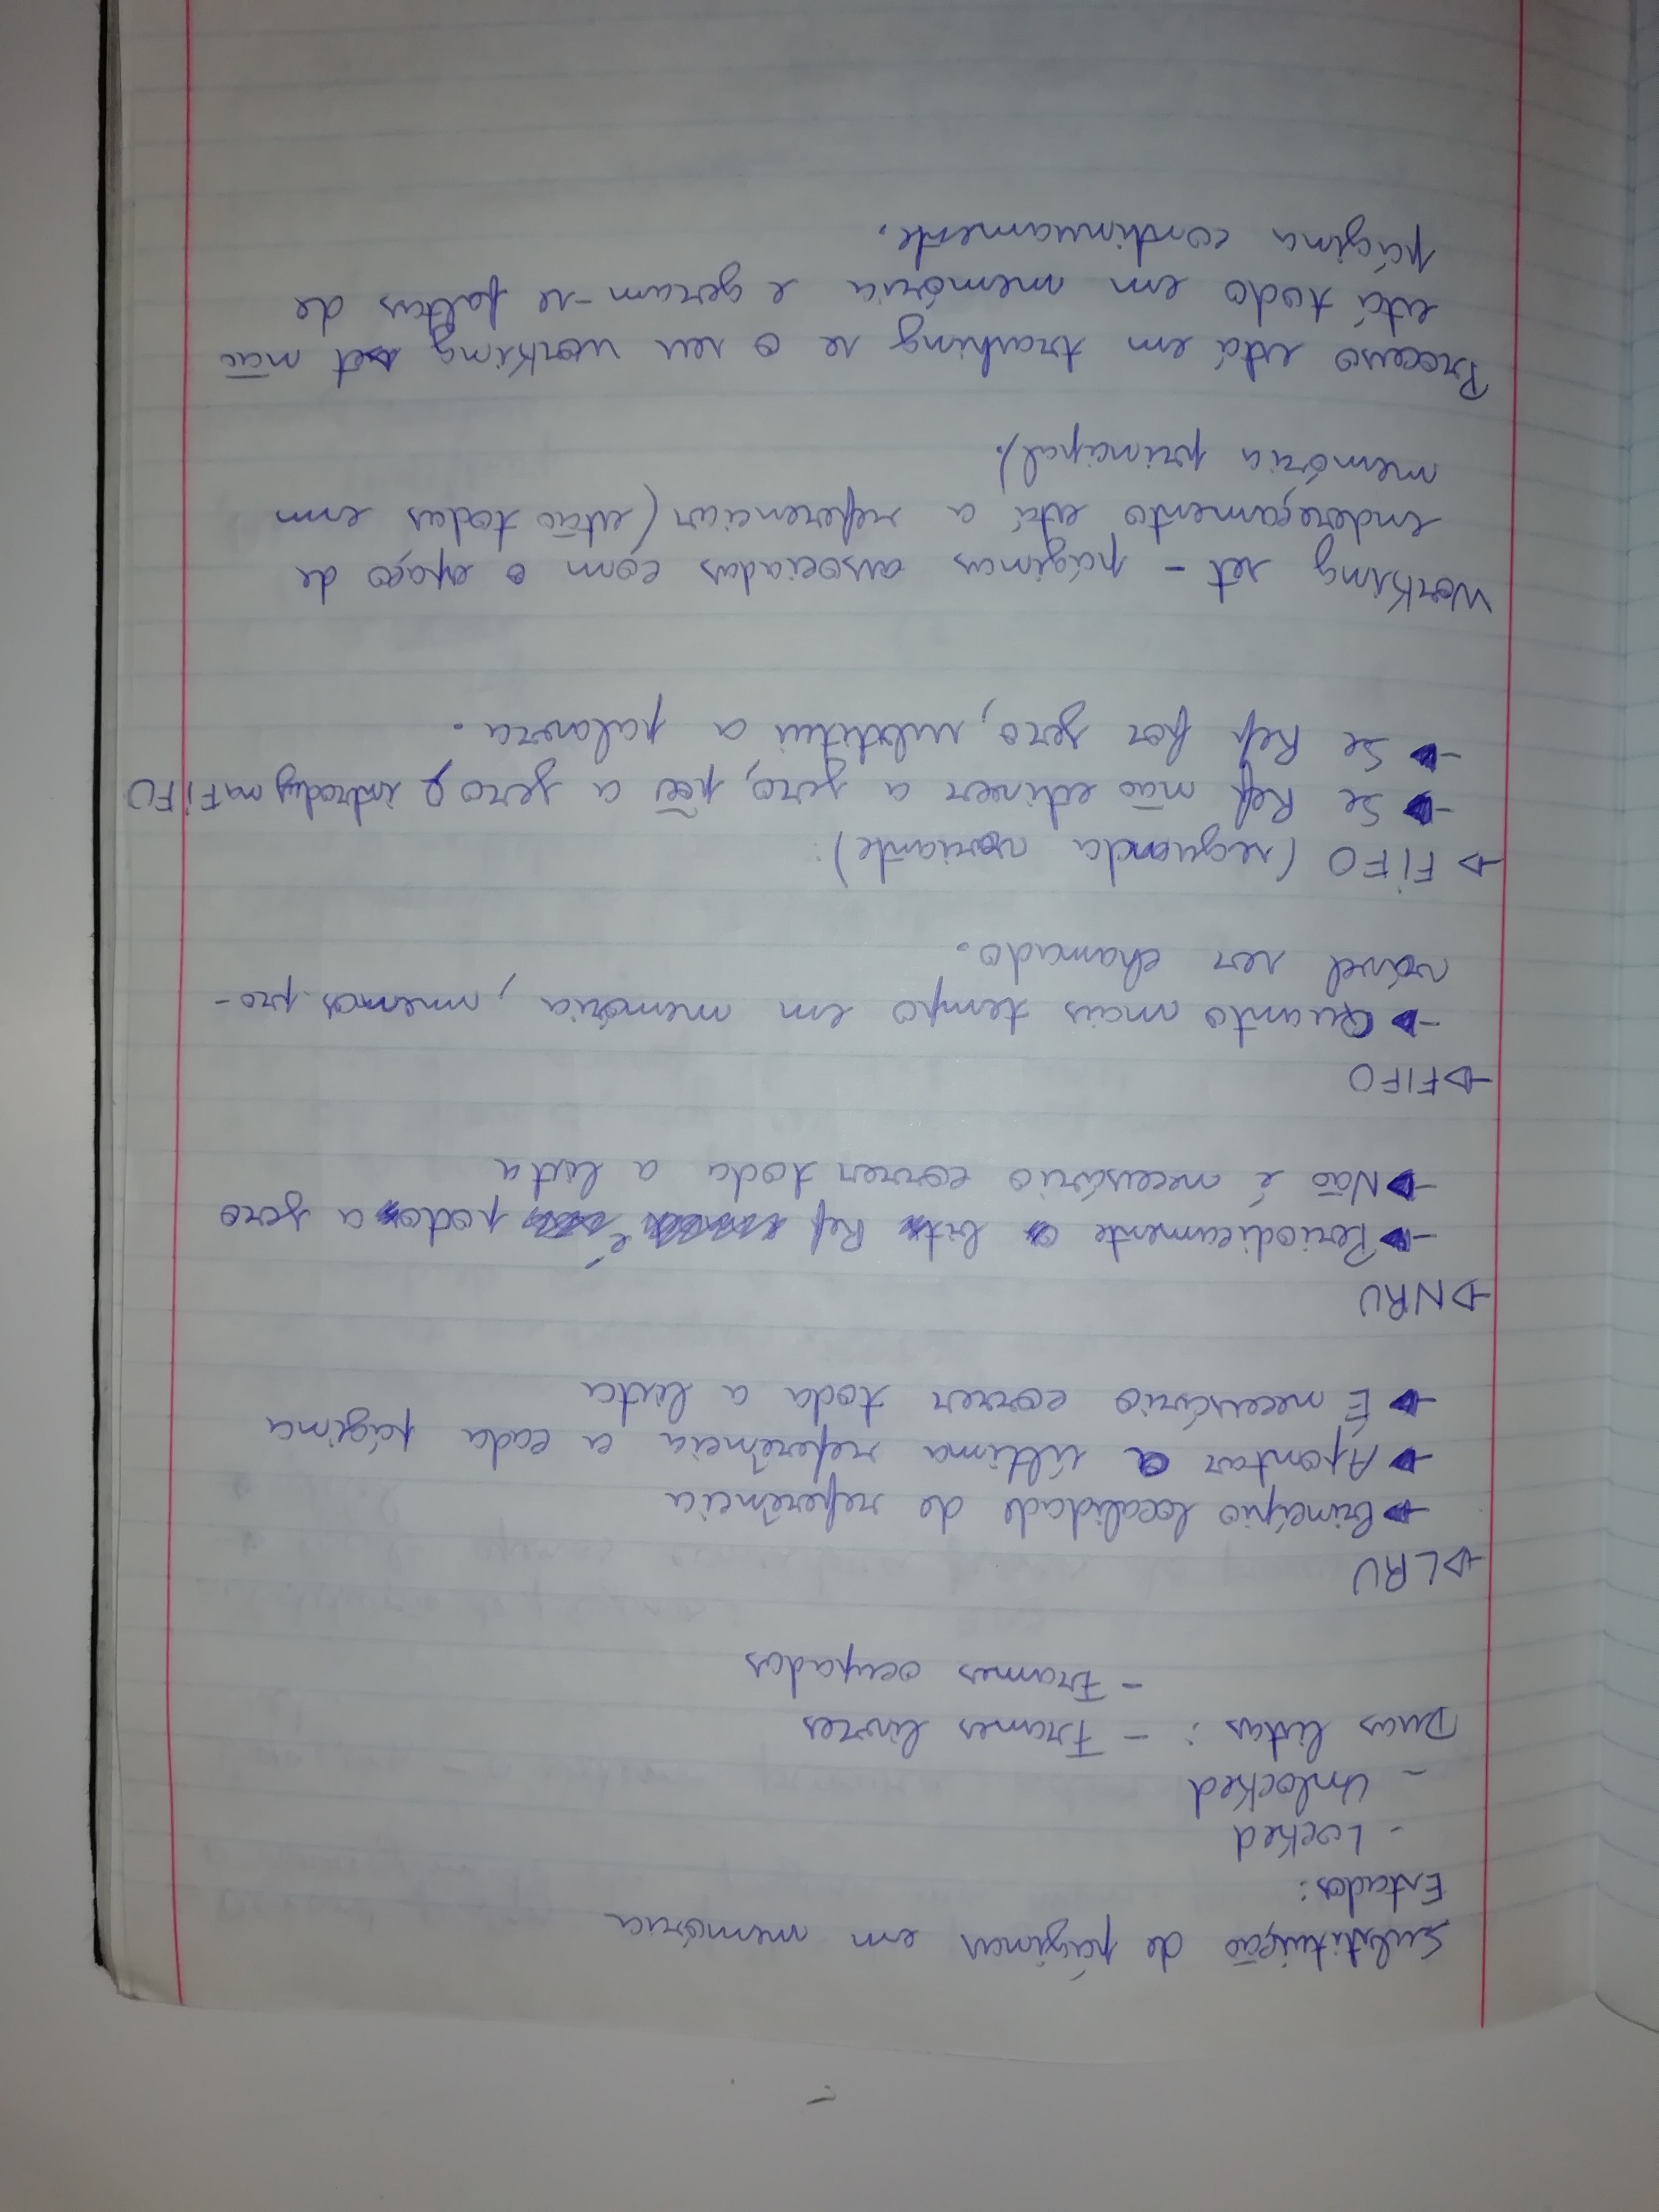 Substituição de páginas em memória
Estados:
- Locked
- Unlocked
Duas listas: - Frames livres
- Frames ocupados
→ LRU
→ Princípio localidade de referência
→ Apontar a última referência a cada página
→ É necessário correr toda a lista
→ NRU
→ Periodicamente o bit Ref é posto a zero
→ Não é necessário correr toda a lista
→ FIFO
→ Quanto mais tempo em memória, menos pro-
vável ser chamado.
→ FIFO (segunda variante):
→ Se Ref não estiver a zero, põe a zero e introduz na FIFO
→ Se Ref for zero, substitui a palavra.
Working set - páginas associadas com o espaço de
endereçamento está a referenciar (estão todas em
memória principal).
Processo está em trashing se o seu working set não
está todo em memória e geram-se faltas de
página continuamente.